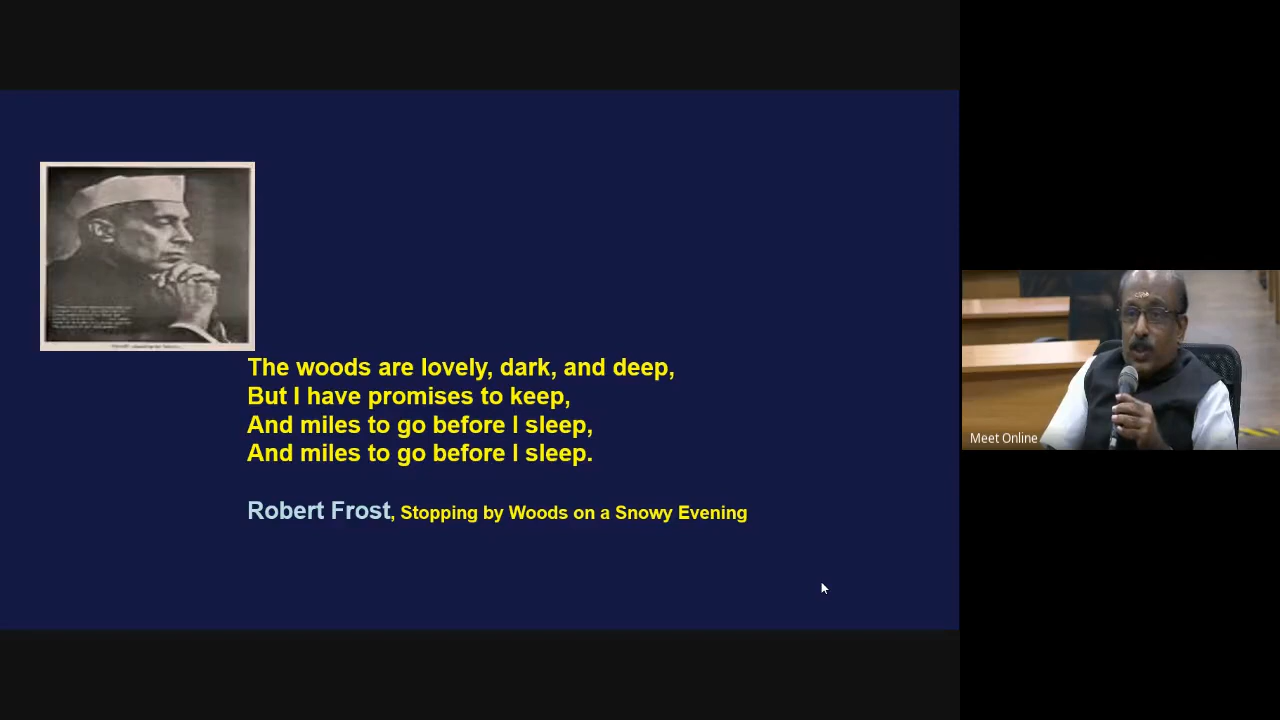 The woods are lovely, dark, and deep,
But I have promises to keep,
And miles to go before I sleep,
And miles to go before I sleep.
Robert Frost, Stopping by Woods on a Snowy Evening
Meet Online